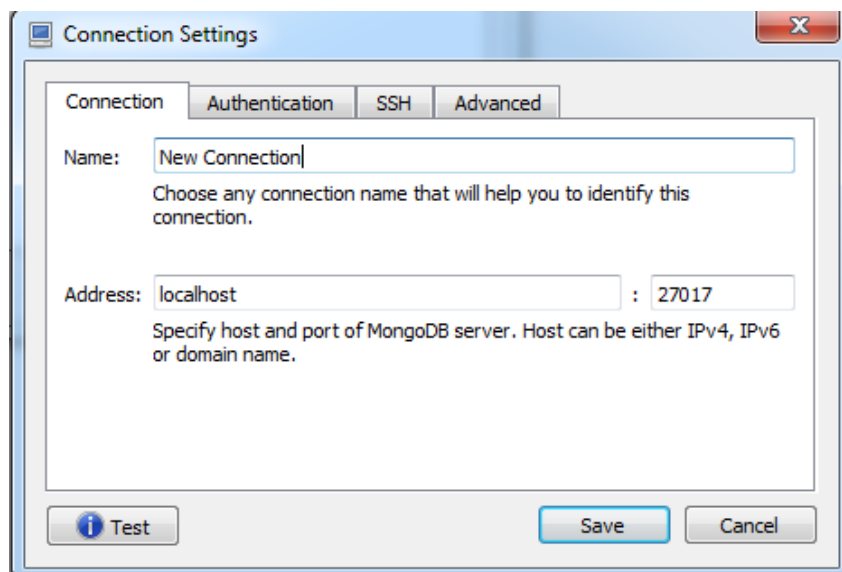 Connection Settings
Connection Authentication SSH Advanced
Name: New Connection
Choose any connection name that will help you to identify this
connection.
Address: localhost : 27017
Specify host and port of MongoDB server. Host can be either IPv4, IPv6
or domain name.
Test Save Cancel